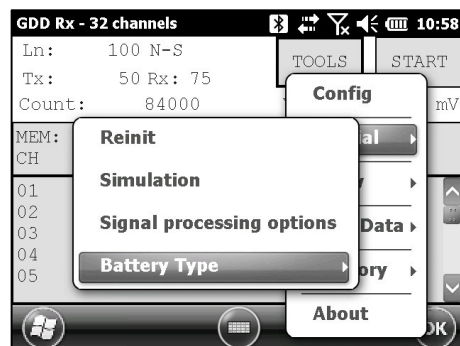 GDD Rx - 32 channels 10:58
Ln: 100 N-S
TOOLS START
Tx: 50 Rx: 75
Count: 84000
mV
Config
MEM:
CH
01
02
03
04
05
Reinit
Simulation
Signal processing options
Battery Type
Data
About